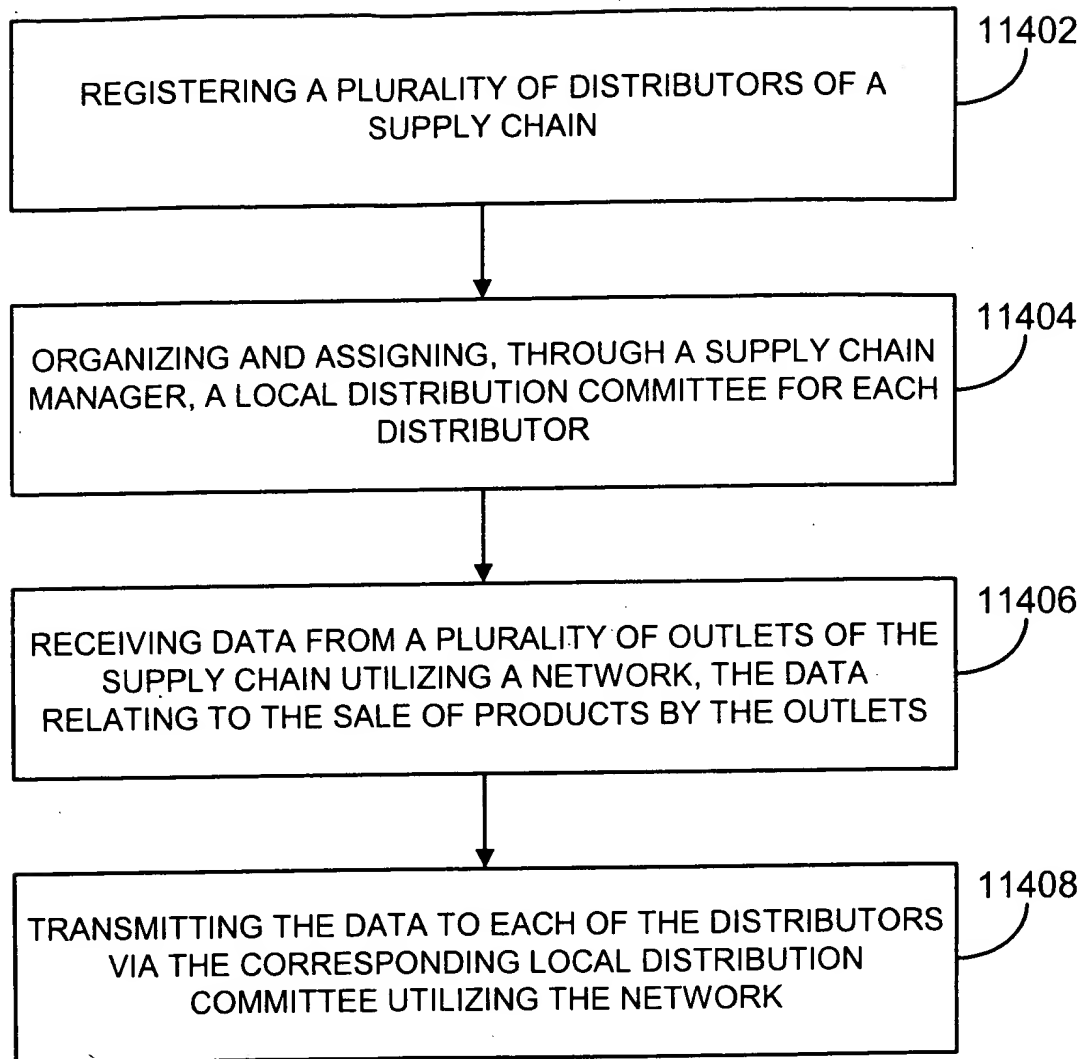 11402
REGISTERING A PLURALITY OF DISTRIBUTORS OF A
SUPPLY CHAIN
11404
ORGANIZING AND ASSIGNING, THROUGH A SUPPLY CHAIN
MANAGER, A LOCAL DISTRIBUTION COMMITTEE FOR EACH
DISTRIBUTOR
11406
RECEIVING DATA FROM A PLURALITY OF OUTLETS OF THE
SUPPLY CHAIN UTILIZING A NETWORK, THE DATA
RELATING TO THE SALE OF PRODUCTS BY THE OUTLETS
11408
TRANSMITTING THE DATA TO EACH OF THE DISTRIBUTORS
VIA THE CORRESPONDING LOCAL DISTRIBUTION
COMMITTEE UTILIZING THE NETWORK